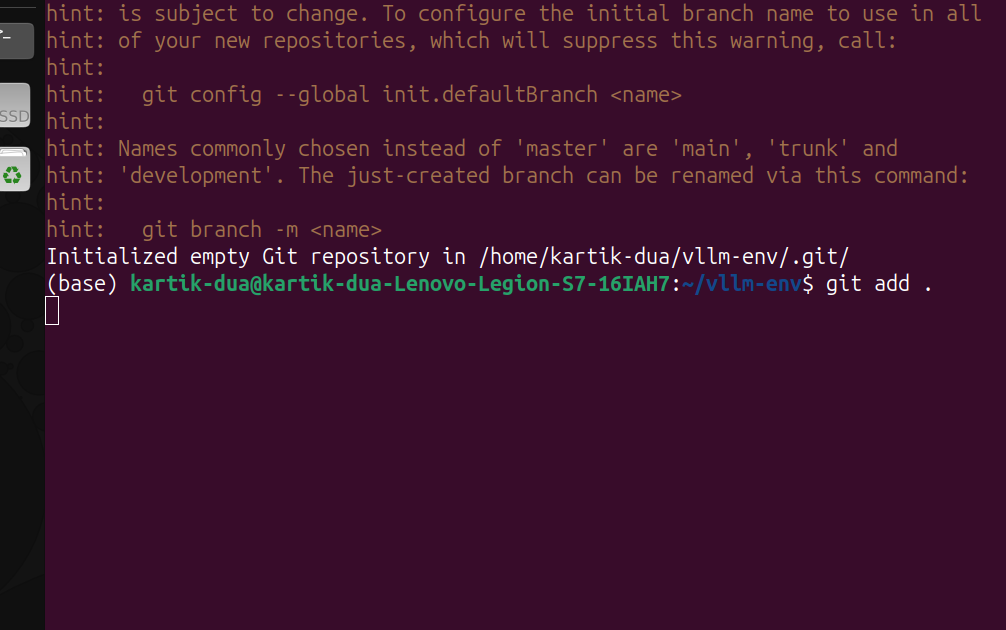 hint: is subject to change. To configure the initial branch name to use in all
hint: of your new repositories, which will suppress this warning, call:
hint:
hint:   git config --global init.defaultBranch <name>
hint:
hint: Names commonly chosen instead of 'master' are 'main', 'trunk' and
hint: 'development'. The just-created branch can be renamed via this command:
hint:
hint:   git branch -m <name>
Initialized empty Git repository in /home/kartik-dua/vllm-env/.git/
(base) kartik-dua@kartik-dua-Lenovo-Legion-S7-16IAH7:~/vllm-env$ git add .
SSD